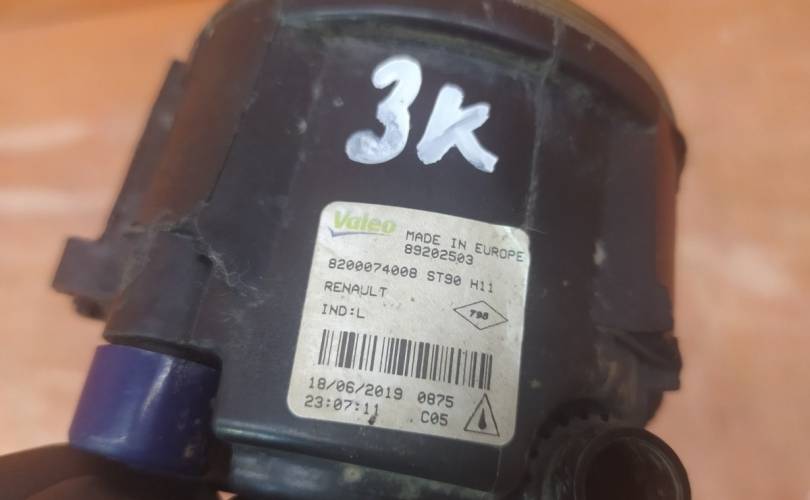 3K
Valeo
MADE IN EUROPE
89202503
8200074008 ST90 H11
RENAULT
798
IND:L
18/06/2019 0875
23:07:11 C05